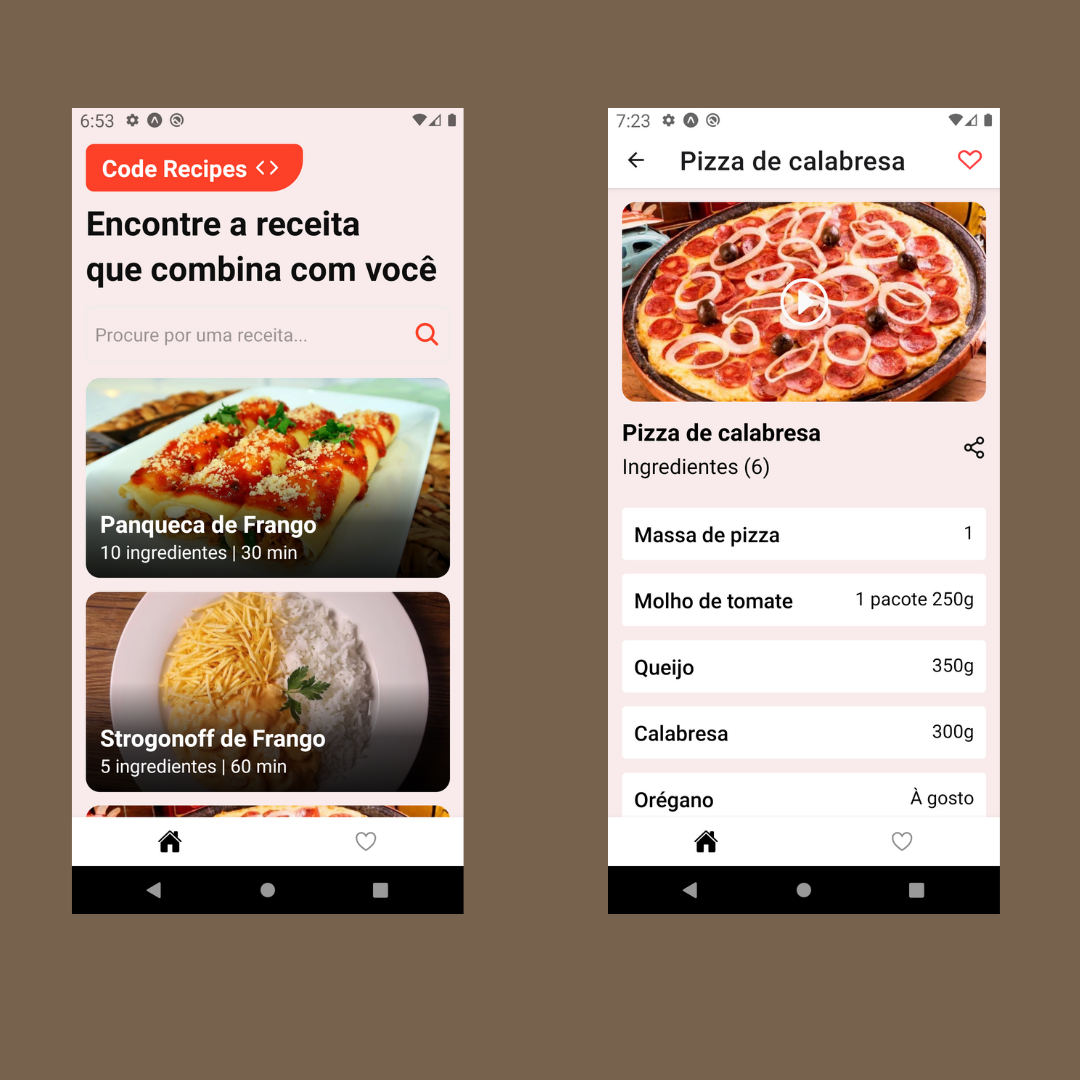 6:53
Code Recipes <>
Encontre a receita
que combina com você
Procure por uma receita...
Panqueca de Frango
10 ingredientes | 30 min
Strogonoff de Frango
5 ingredientes | 60 min
7:23
Pizza de calabresa
Pizza de calabresa
Ingredientes (6)
Massa de pizza 1
Molho de tomate 1 pacote 250g
Queijo 350g
Calabresa 300g
Orégano À gosto